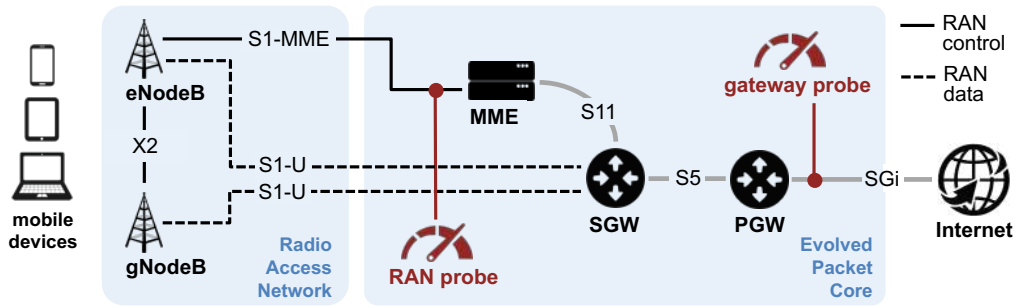 S1-MME
RAN
control
RAN
data
gateway probe
eNodeB
MME
S11
X2
S1-U
S1-U
S5
SGi
mobile
devices
SGW
PGW
Internet
gNodeB
Radio
Access
Network
RAN probe
Evolved
Packet
Core